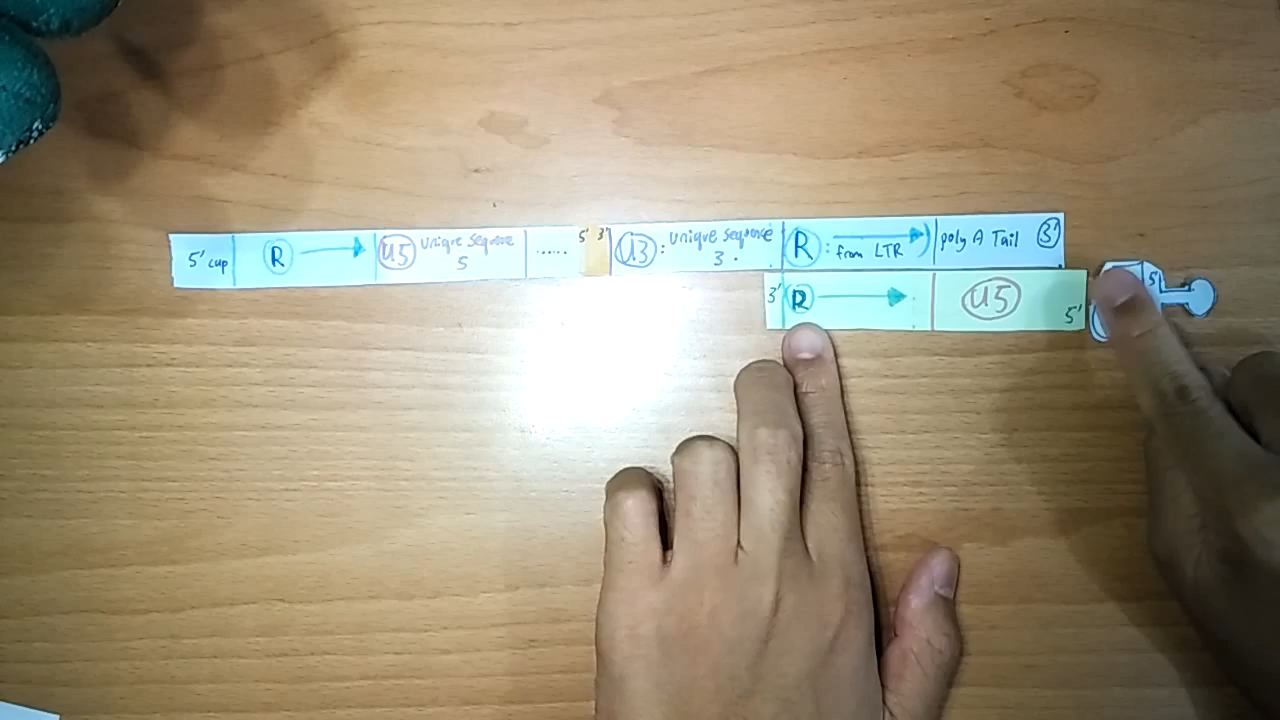 5' cap R U5 unique sequence 5 ...... 5' 3' U3: unique sequence 3. R: from LTR poly A Tail 3'
3' R U5 5' 5'